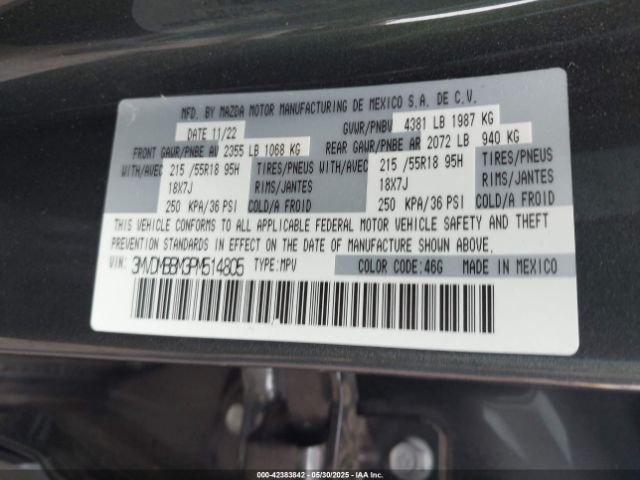 MFD. BY MAZDA MOTOR MANUFACTURING DE MEXICO S.A. DE C.V.
DATE 11/22 GVWR/PNBV 4381 LB 1987 KG
FRONT GAWR/PNBE AV 2355 LB 1068 KG REAR GAWR/PNBE AR 2072 LB 940 KG
WITH/AVEC 215 /55R18 95H TIRES/PNEUS 215 /55R18 95H TIRES/PNEUS
18X7J RIMS/JANTES 18X7J RIMS/JANTES
250 KPA/36 PSI COLD/A FROID 250 KPA/36 PSI COLD/A FROID
THIS VEHICLE CONFORMS TO ALL APPLICABLE FEDERAL MOTOR VEHICLE SAFETY AND THEFT
PREVENTION STANDARDS IN EFFECT ON THE DATE OF MANUFACTURE SHOWN ABOVE.
VIN: 3MVDMBBM3PM514805 TYPE:MPV COLOR CODE:46G MADE IN MEXICO
000-42383842 — 05/30/2025 — IAA Inc.